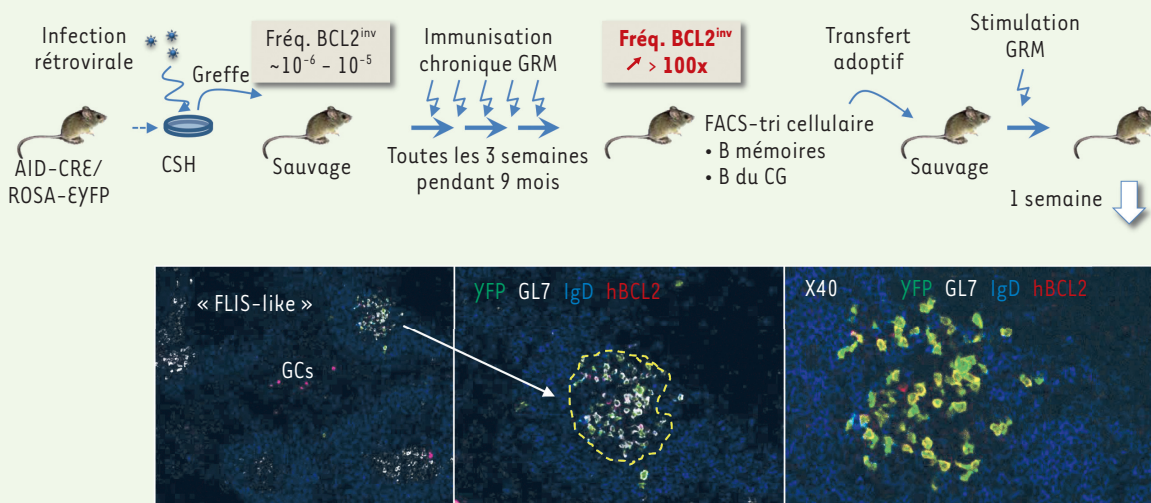 Infection
rétrovirale
AID-CRE/
ROSA-EYFP
CSH
Greffe
Fréq. BCL2inv
~10-6 – 10-5
Sauvage
Immunisation
chronique GRM
Toutes les 3 semaines
pendant 9 mois
Fréq. BCL2inv
↗ > 100x
FACS-tri cellulaire
• B mémoires
• B du CG
Transfert
adoptif
Sauvage
Stimulation
GRM
1 semaine
« FLIS-like »
GCs
YFP GL7 IgD hBCL2
X40 YFP GL7 IgD hBCL2